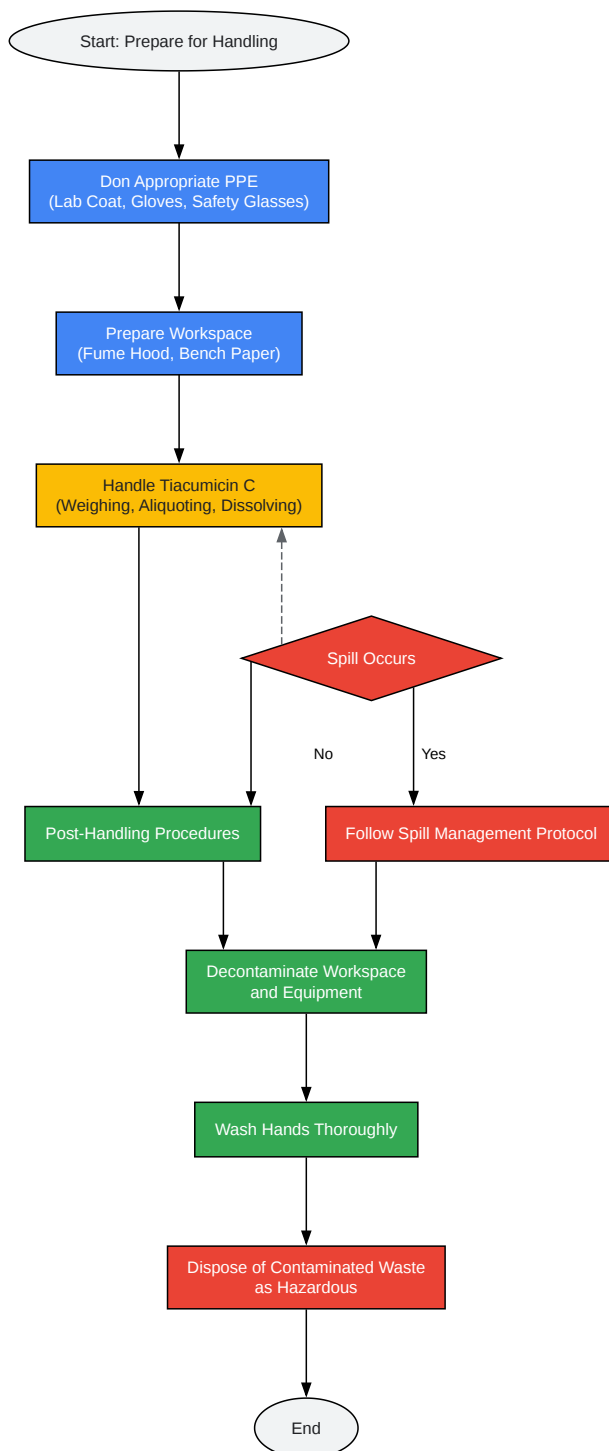 Start: Prepare for Handling
Don Appropriate PPE
(Lab Coat, Gloves, Safety Glasses)
Prepare Workspace
(Fume Hood, Bench Paper)
Handle Tiacumicin C
(Weighing, Aliquoting, Dissolving)
Spill Occurs
No
Yes
Post-Handling Procedures
Follow Spill Management Protocol
Decontaminate Workspace
and Equipment
Wash Hands Thoroughly
Dispose of Contaminated Waste
as Hazardous
End